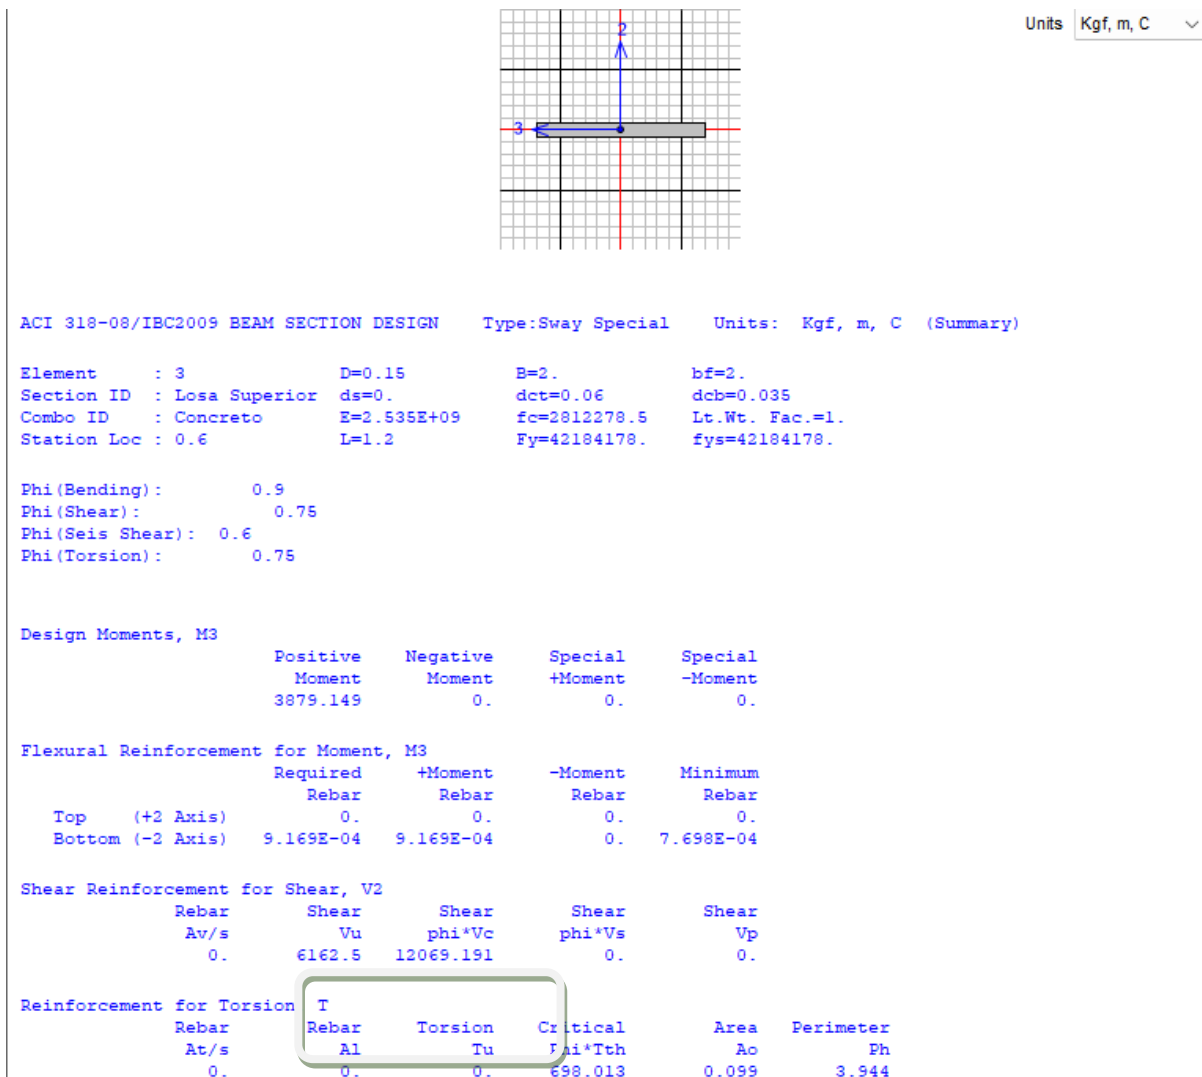 Units Kgf, m, C
2
3
ACI 318-08/IBC2009 BEAM SECTION DESIGN Type:Sway Special Units: Kgf, m, C (Summary)
Element : 3 D=0.15 B=2. bf=2.
Section ID : Losa Superior ds=0. dct=0.06 dcb=0.035
Combo ID : Concreto E=2.535E+09 fc=2812278.5 Lt.Wt. Fac.=1.
Station Loc : 0.6 L=1.2 Fy=42184178. fys=42184178.
Phi(Bending): 0.9
Phi(Shear): 0.75
Phi(Seis Shear): 0.6
Phi(Torsion): 0.75
Design Moments, M3
Positive Negative Special Special
Moment Moment +Moment -Moment
3879.149 0. 0. 0.
Flexural Reinforcement for Moment, M3
Required +Moment -Moment Minimum
Rebar Rebar Rebar Rebar
Top (+2 Axis) 0. 0. 0. 0.
Bottom (-2 Axis) 9.169E-04 9.169E-04 0. 7.698E-04
Shear Reinforcement for Shear, V2
Rebar Shear Shear Shear Shear
Av/s Vu phi*Vc phi*Vs Vp
0. 6162.5 12069.191 0. 0.
Reinforcement for Torsion T
Rebar Rebar Torsion Critical Area Perimeter
At/s Al Tu Phi*Tth Ao Ph
0. 0. 0. 698.013 0.099 3.944